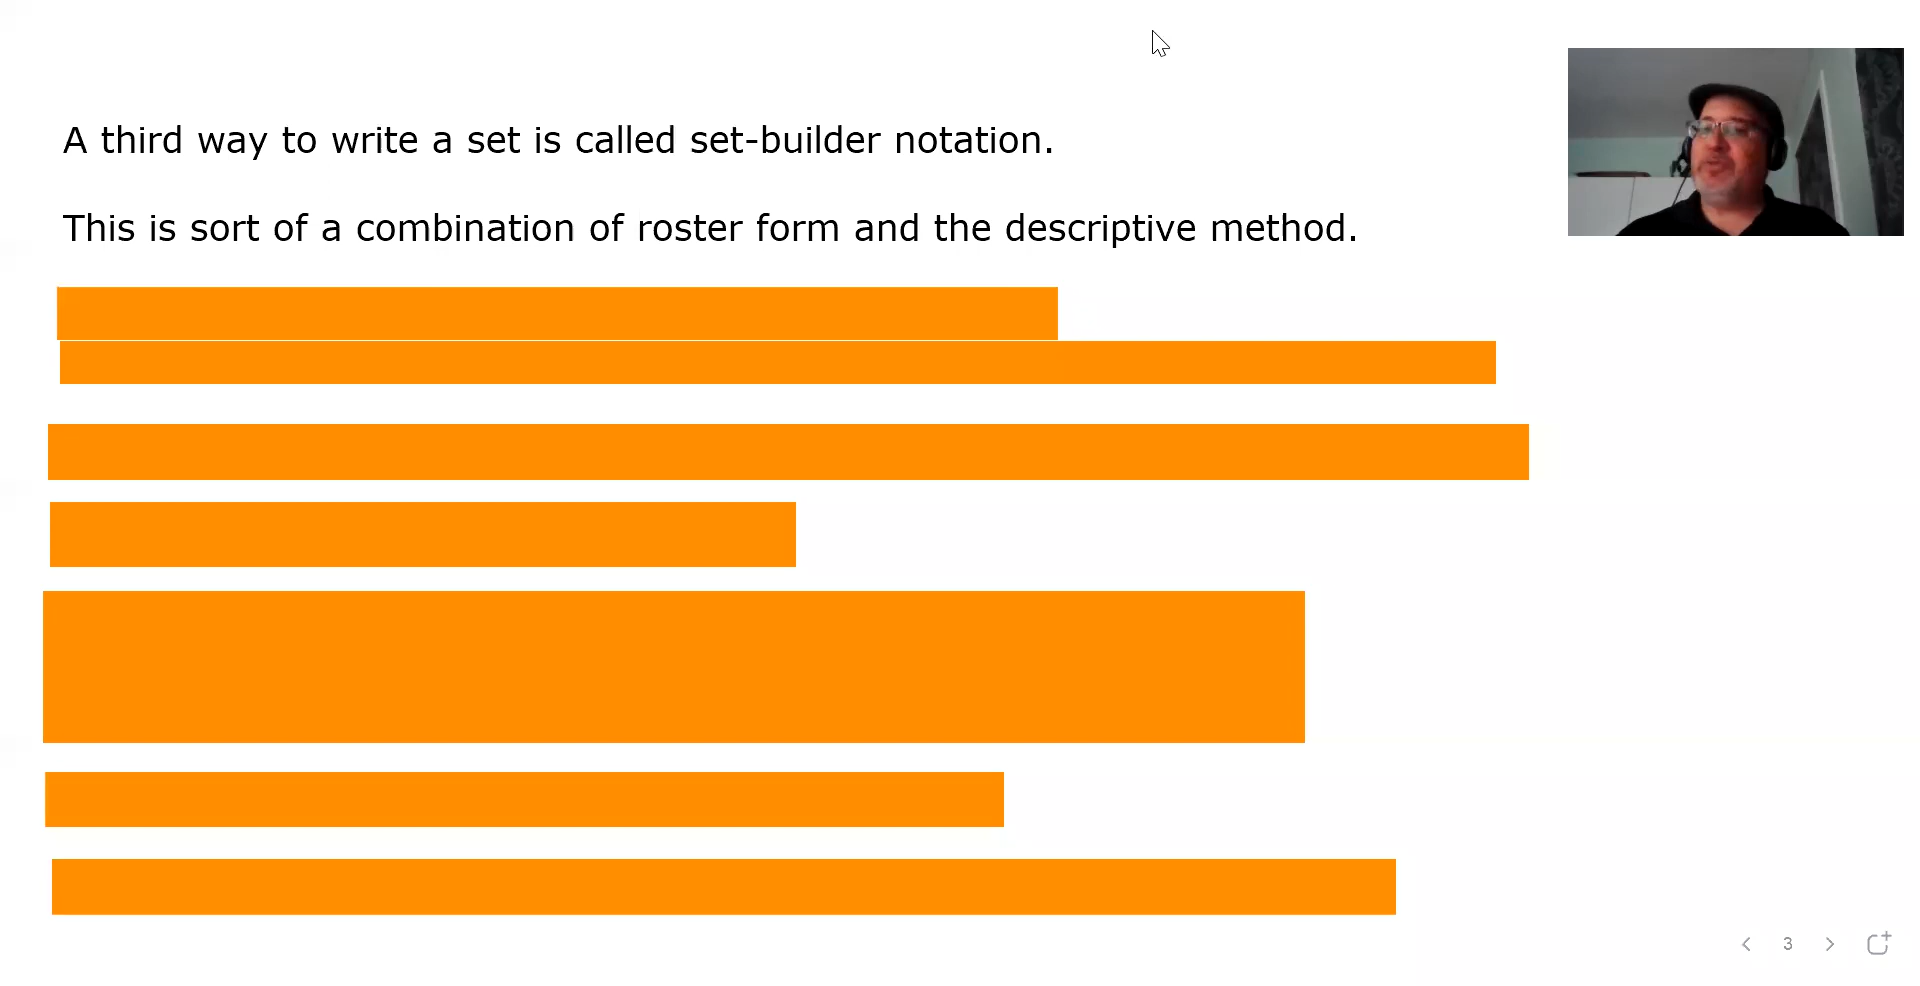 A third way to write a set is called set-builder notation.
This is sort of a combination of roster form and the descriptive method.
3